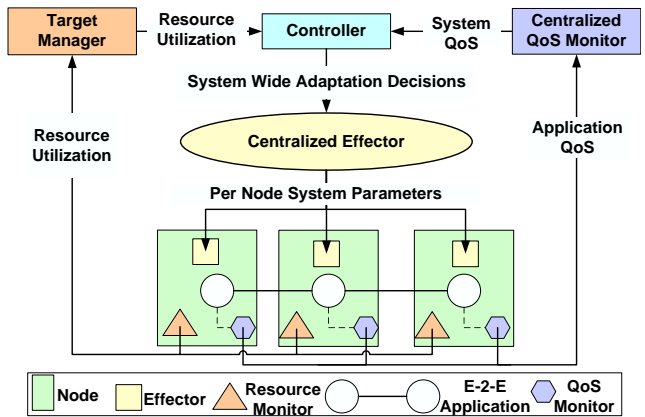 Target
Manager
Resource
Utilization
Controller
System
QoS
Centralized
QoS Monitor
System Wide Adaptation Decisions
Resource
Utilization
Centralized Effector
Application
QoS
Per Node System Parameters
Node
Effector
Resource
Monitor
E-2-E
Application
QoS
Monitor